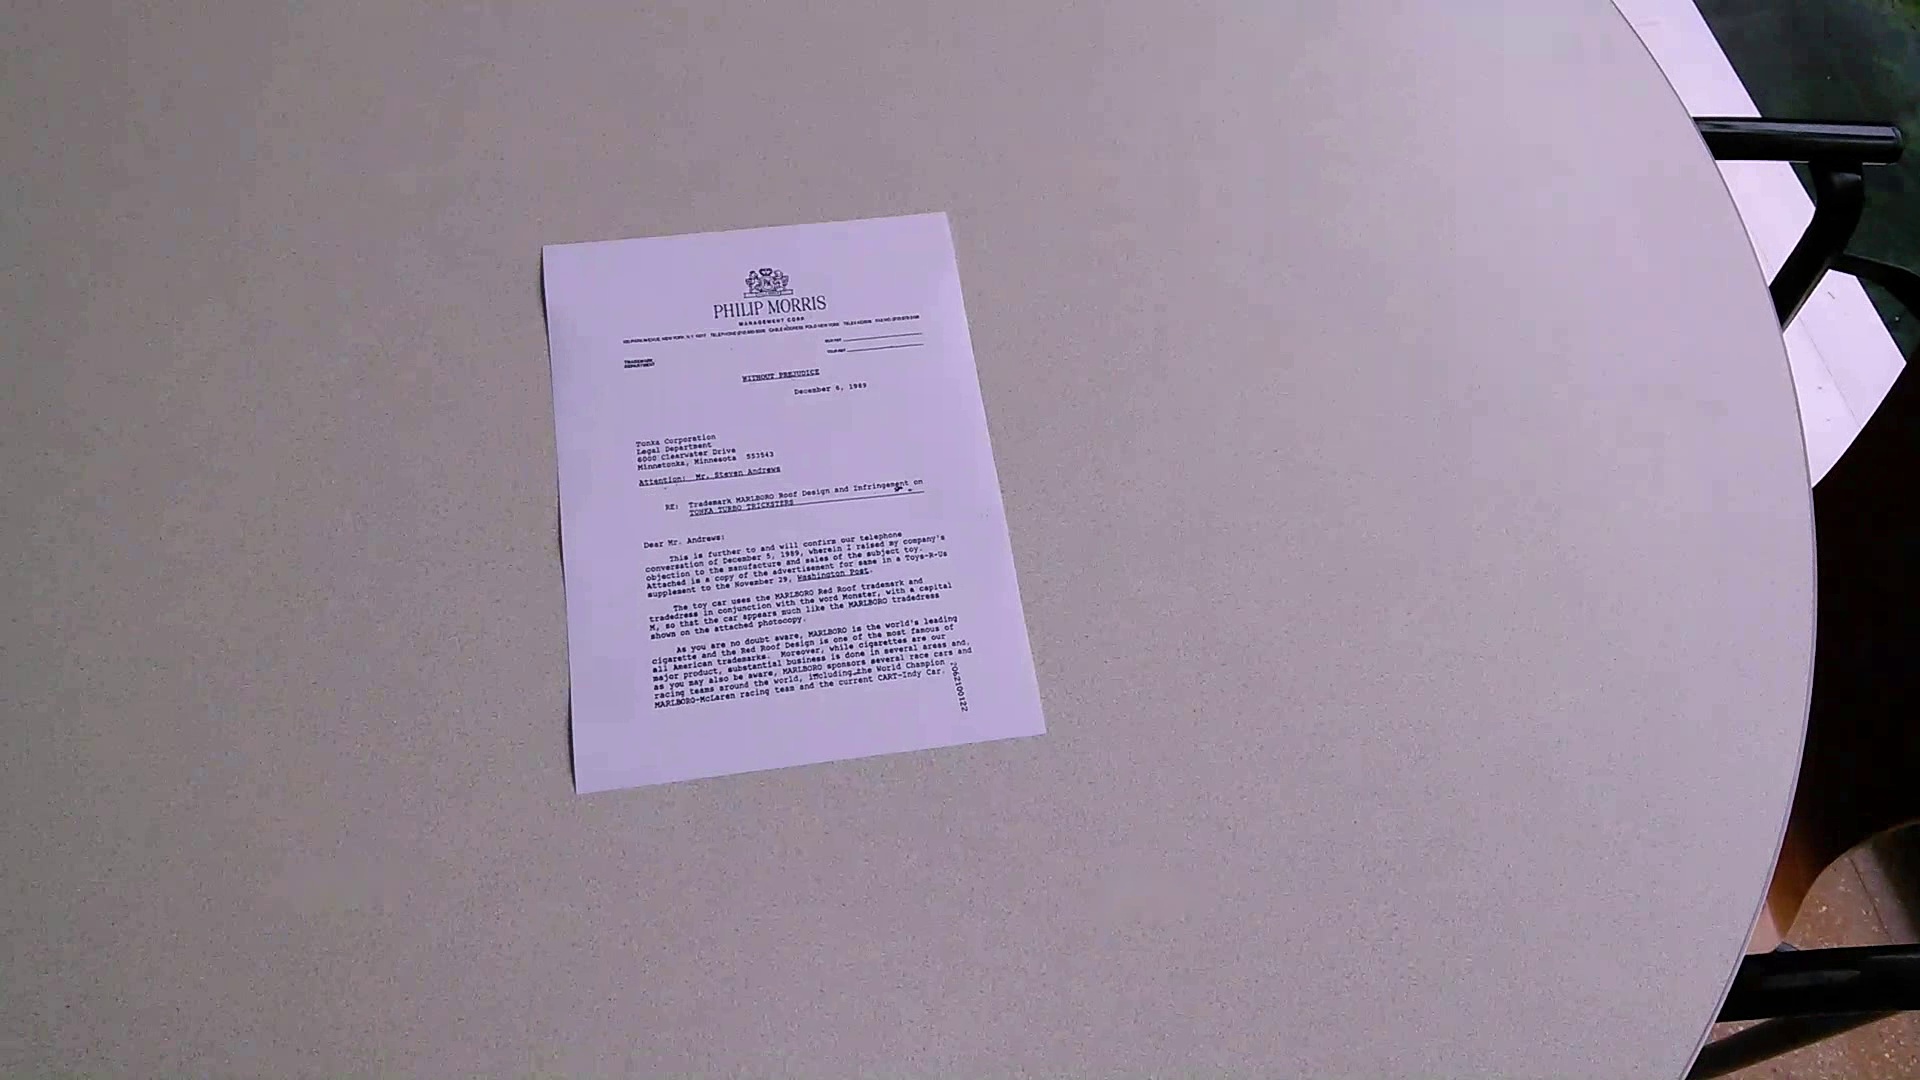 PHILIP MORRIS
MANAGEMENT CORP.
TRADEMARK
DEPARTMENT
WITHOUT PREJUDICE
December 6, 1989
Tonka Corporation
Legal Department
6000 Clearwater Drive
Minnetonka, Minnesota 553543
Attention: Mr. Steven Andrews
RE: Trademark MARLBORO Roof Design and Infringement on
TONKA TURBO TRICKSTERS
Dear Mr. Andrews:
This is further to and will confirm our telephone
conversation of December 5, 1989, wherein I raised my company's
objection to the manufacture and sales of the subject toy.
Attached is a copy of the advertisement for same in a Toys-R-Us
supplement to the November 29, Washington Post.
The toy car uses the MARLBORO Red Roof trademark and
tradedress in conjunction with the word Monster, with a capital
M, so that the car appears much like the MARLBORO tradedress
shown on the attached photocopy.
As you are no doubt aware, MARLBORO is the world's leading
cigarette and the Red Roof Design is one of the most famous of
all American trademarks. Moreover, while cigarettes are our
major product, substantial business is done in several areas and,
as you may also be aware, MARLBORO sponsors several race cars and
racing teams around the world, including the World Champion
MARLBORO-McLaren racing team and the current CART-Indy Car.
2062100122